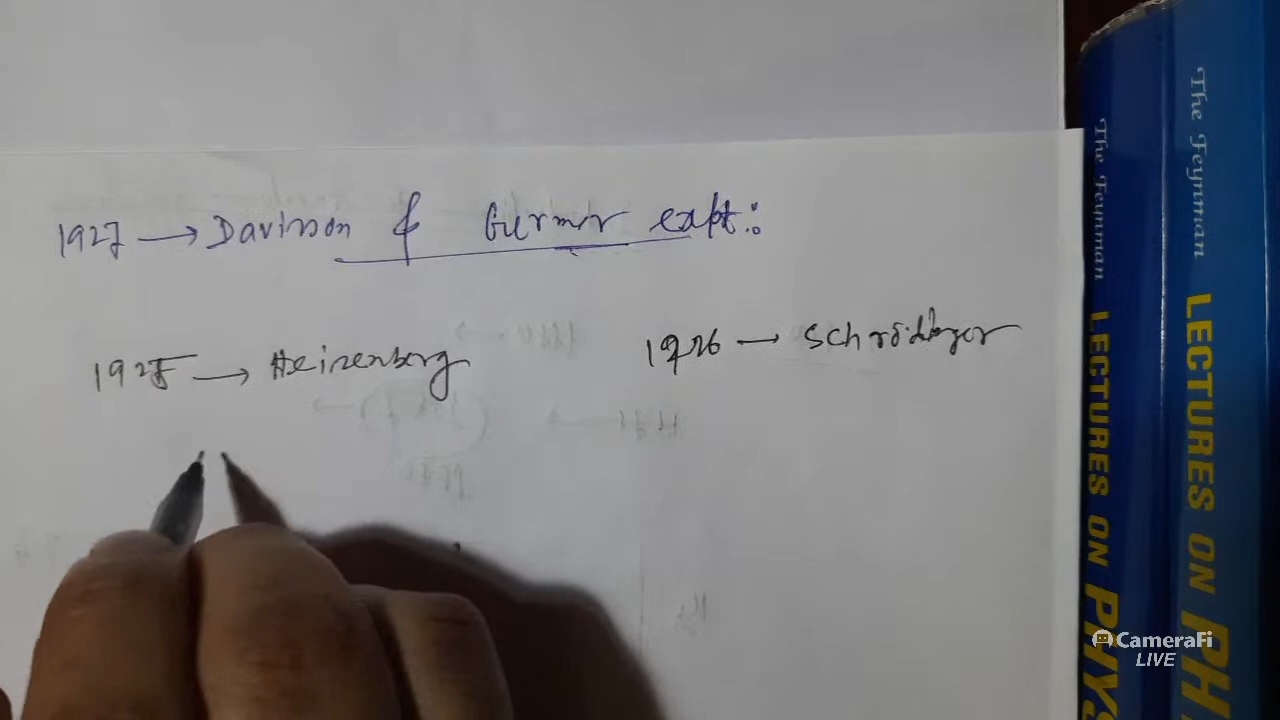 1927 → Davisson & Germer expt:
1925 → Heisenberg
1926 → Schrödinger
The Feynman LECTURES ON PHYS
The Feynman LECTURES ON PH
CameraFi
LIVE